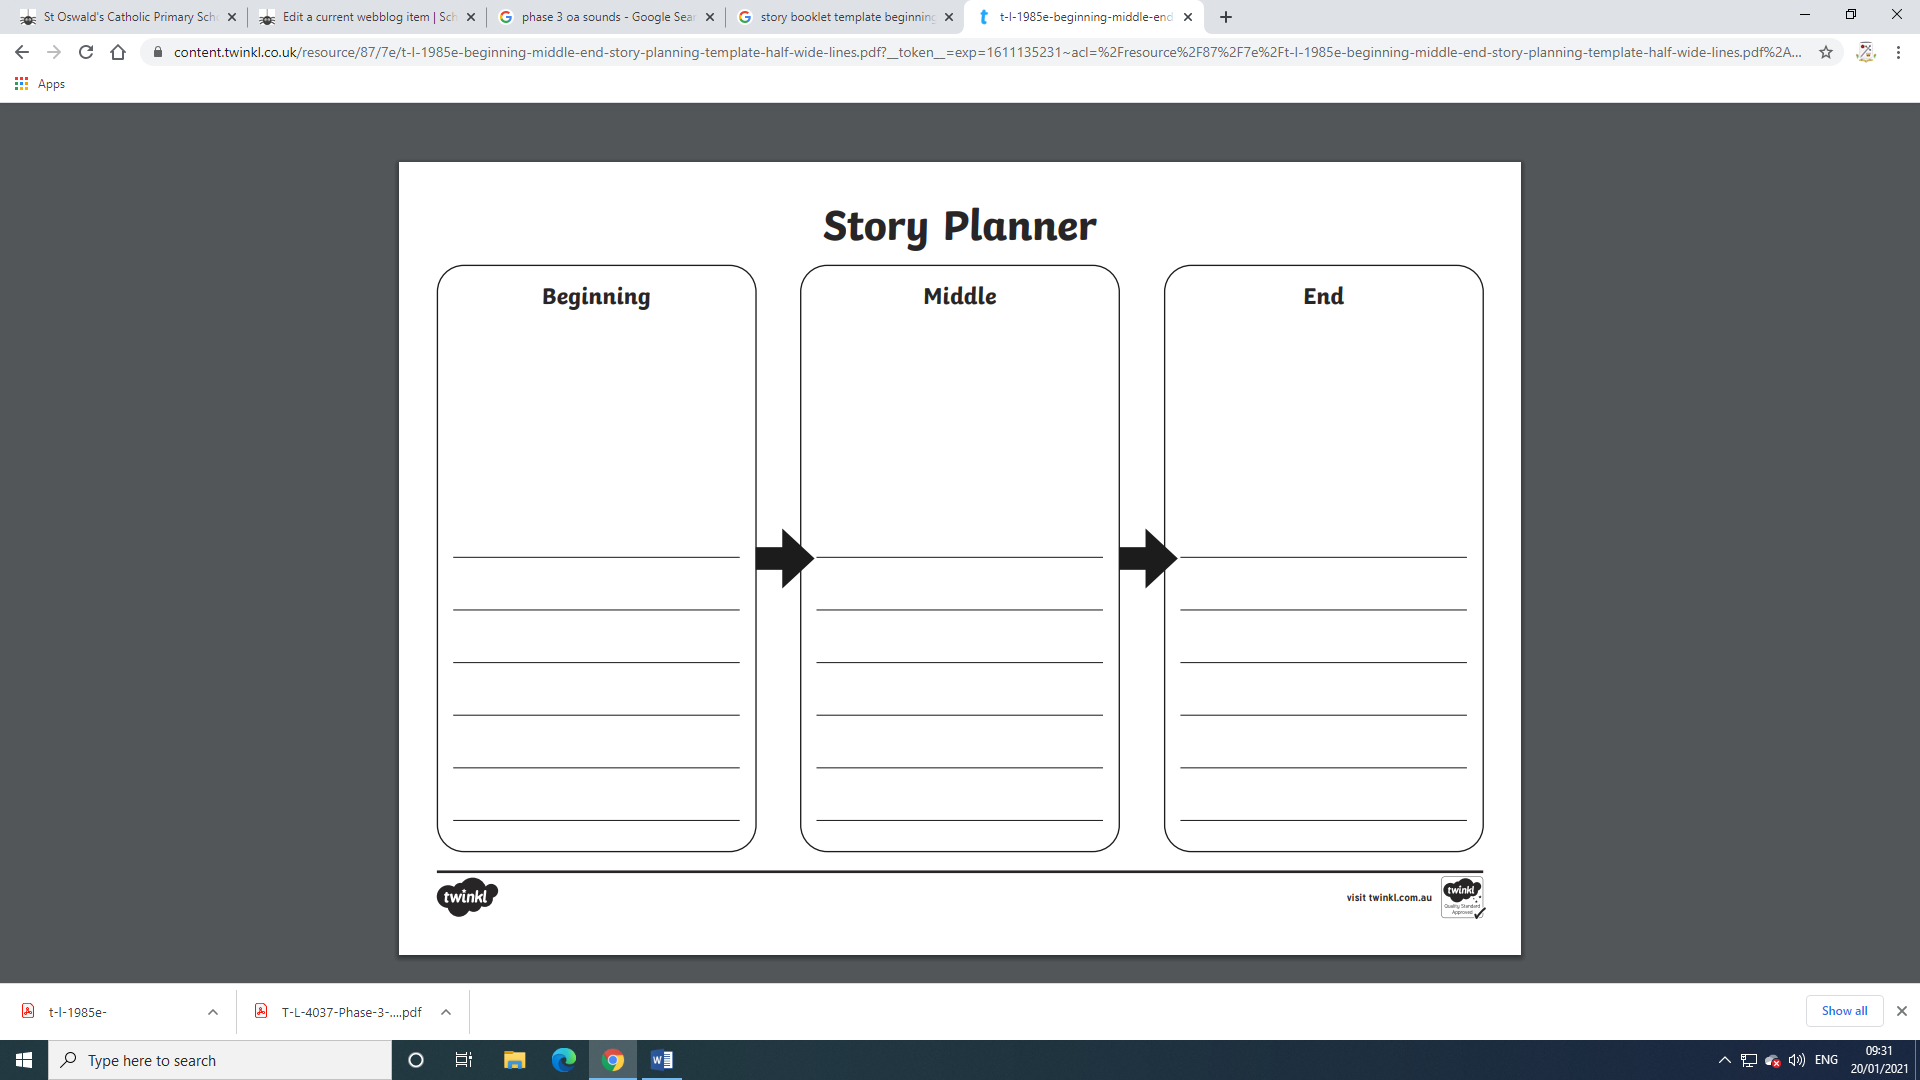 St Oswald's Catholic Primary Sch
Edit a current webblog item | Sch
phase 3 oa sounds - Google Sear
story booklet template beginning
t-l-1985e-beginning-middle-end
content.twinkl.co.uk/resource/87/7e/t-l-1985e-beginning-middle-end-story-planning-template-half-wide-lines.pdf?__token__=exp=1611135231~acl=%2Fresource%2F87%2F7e%2Ft-l-1985e-beginning-middle-end-story-planning-template-half-wide-lines.pdf%2A...
Apps
Story Planner
Beginning
Middle
End
twinkl
visit twinkl.com.au
twinkl
Quality Standard
Approved
t-l-1985e-
T-L-4037-Phase-3-....pdf
Show all
Type here to search
ENG
09:31
20/01/2021